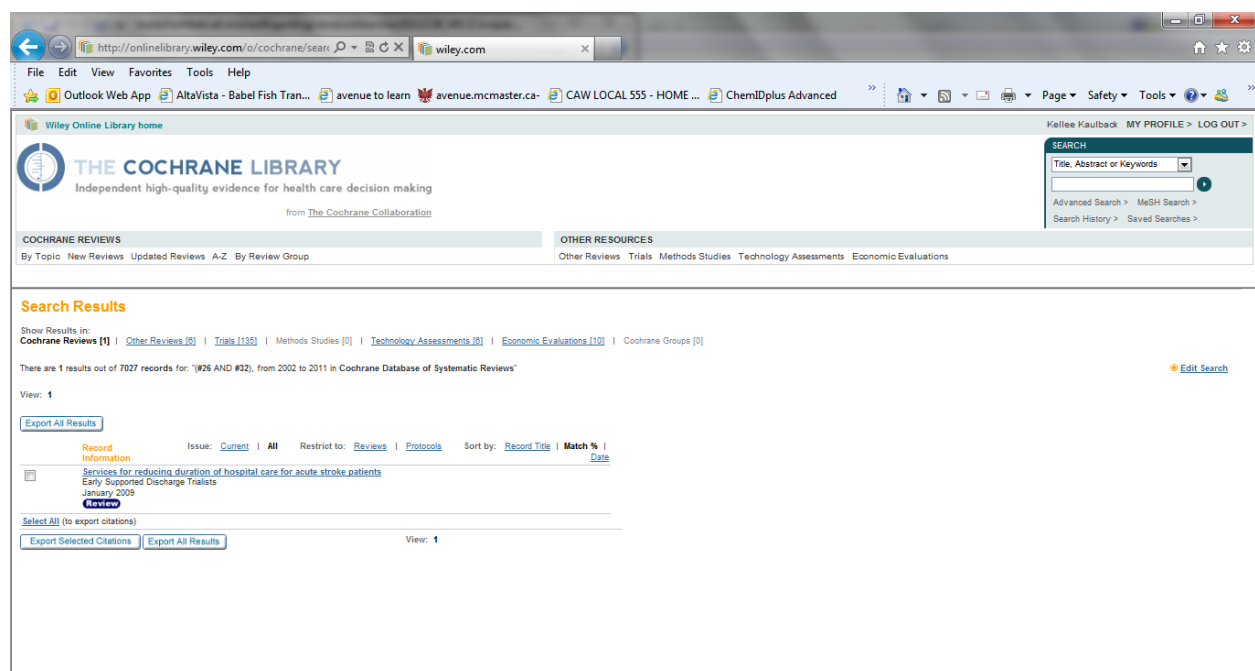 http://onlinelibrary.wiley.com/o/cochrane/sear
wiley.com
File Edit View Favorites Tools Help
Outlook Web App AltaVista - Babel Fish Tran... avenue to learn avenue.mcmaster.ca- CAW LOCAL 555 - HOME ... ChemIDplus Advanced » Page Safety Tools »
Wiley Online Library home
Kellee Kaulback MY PROFILE > LOG OUT >
THE COCHRANE LIBRARY
Independent high-quality evidence for health care decision making
from The Cochrane Collaboration
SEARCH
Title, Abstract or Keywords
Advanced Search > MeSH Search >
Search History > Saved Searches >
COCHRANE REVIEWS
By Topic New Reviews Updated Reviews A-Z By Review Group
OTHER RESOURCES
Other Reviews Trials Methods Studies Technology Assessments Economic Evaluations
Search Results
Show Results in:
Cochrane Reviews [1] | Other Reviews [6] | Trials [135] | Methods Studies [0] | Technology Assessments [6] | Economic Evaluations [10] | Cochrane Groups [0]
There are 1 results out of 7027 records for: "(#26 AND #32), from 2002 to 2011 in Cochrane Database of Systematic Reviews"
Edit Search
View: 1
Export All Results
Record Information
Issue: Current | All Restrict to: Reviews | Protocols Sort by: Record Title | Match % | Date
Services for reducing duration of hospital care for acute stroke patients
Early Supported Discharge Trialists
January 2009
Review
Select All (to export citations)
Export Selected Citations Export All Results View: 1